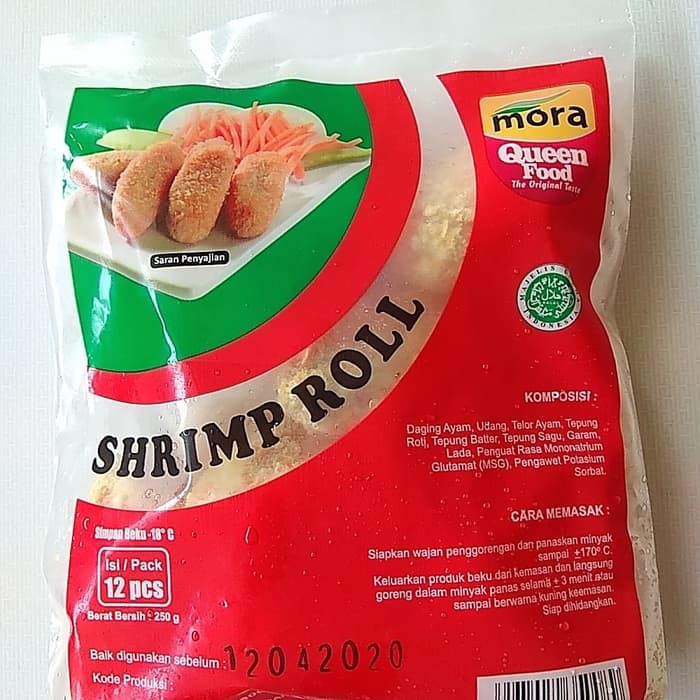 mora
Queen
Food
The Original Taste
Saran Penyajian
MAJELIS
حلال
HALAL
INDONESIA
SHRIMP ROLL
KOMPOSISI :
Daging Ayam, Udang, Telor Ayam, Tepung
Roti, Tepung Batter, Tepung Sagu, Garam,
Lada, Penguat Rasa Mononatrium
Glutamat (MSG), Pengawet Potasium
Sorbat.
CARA MEMASAK :
Siapkan wajan penggorengan dan panaskan minyak
sampai ±170° C.
Keluarkan produk beku dari kemasan dan langsung
goreng dalam minyak panas selama ± 3 menit atau
sampai berwarna kuning keemasan.
Siap dihidangkan.
Simpan Beku -18° C
Isi / Pack
12 pcs
Berat Bersih : 250 g
Baik digunakan sebelum : 12042020
Kode Produksi :